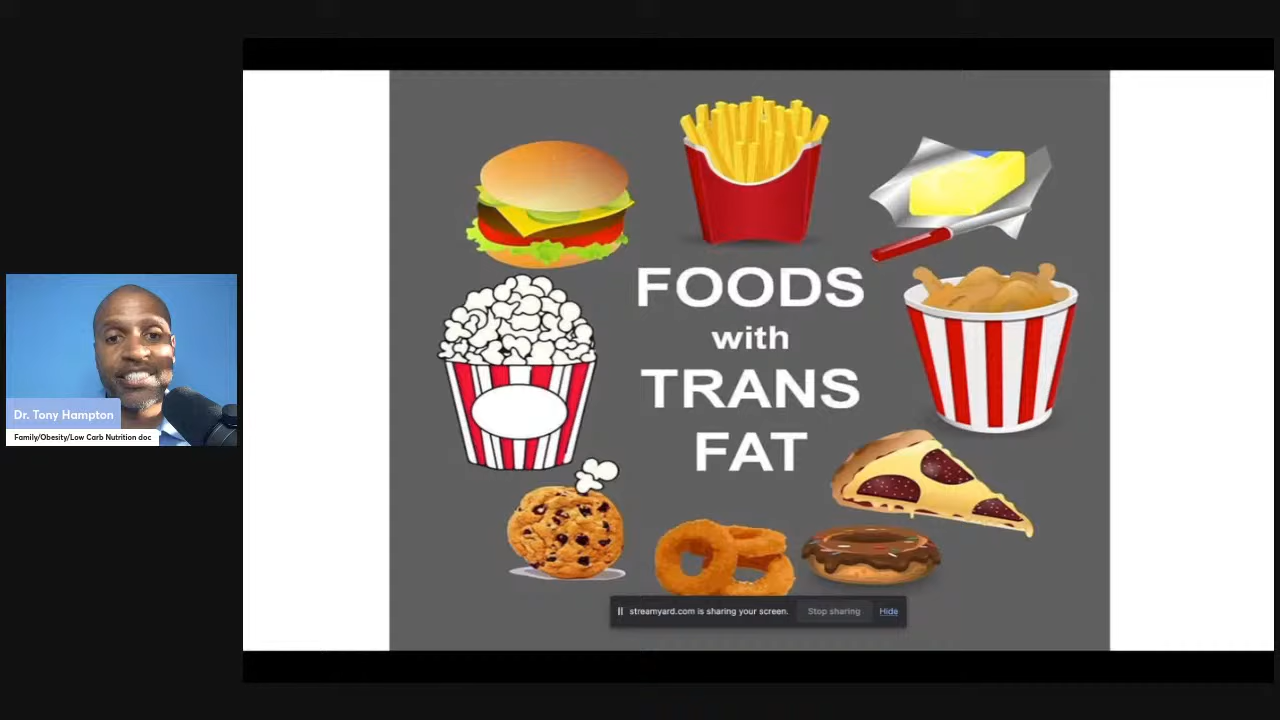 FOODS
with
TRANS
FAT
Dr. Tony Hampton
Family/Obesity/Low Carb Nutrition doc
streamyard.com is sharing your screen. Stop sharing Hide